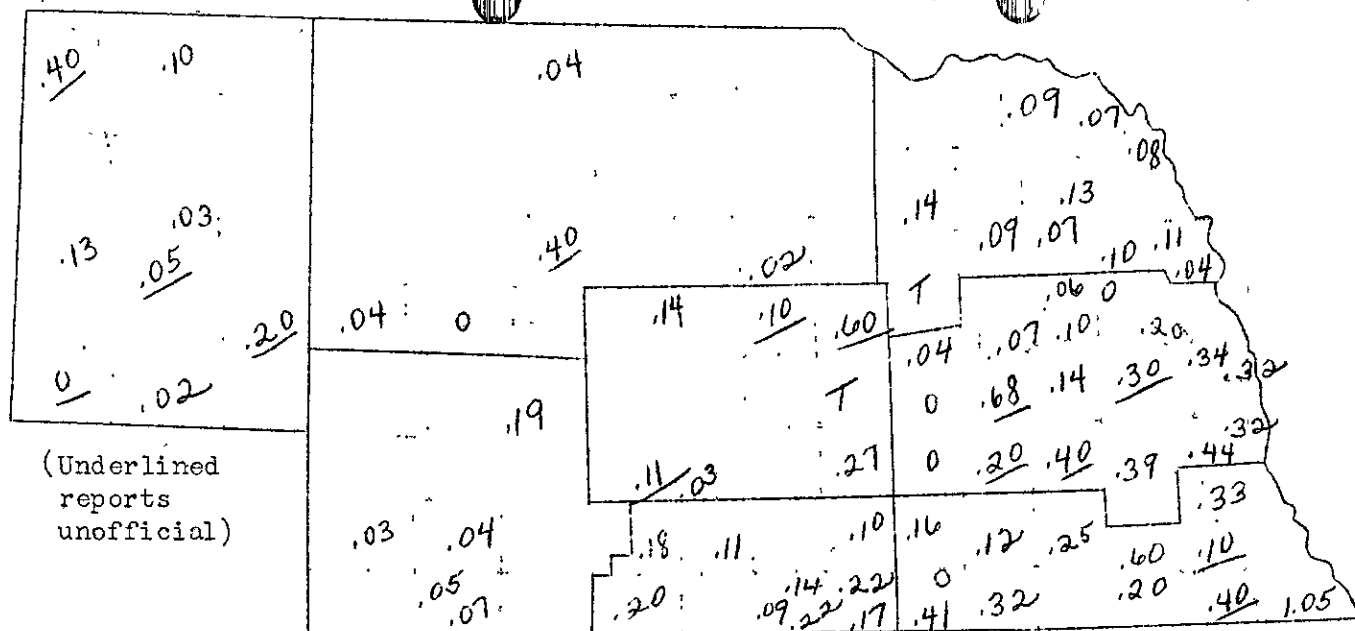 .40 .10 .04
.09 .07
.08
.14 .13
.13 .03 .09 .07
.05 .40 .02 .10 .11
.04
.20 .04 0 .14 .10 .60 T .06 0
0 .02 .04 .07 .10 .20
.19 T 0 .68 .14 .30 .34 .32
(Underlined
reports
unofficial)
.11 .03 .27 0 .20 .40 .39 .44 .32
.33
.03 .04 .18 .11 .10 .16 .12 .25 .60 .10
.05 .07 .20 .14 .22 0
.09 .22 .17 .41 .32 .20 .40 1.05